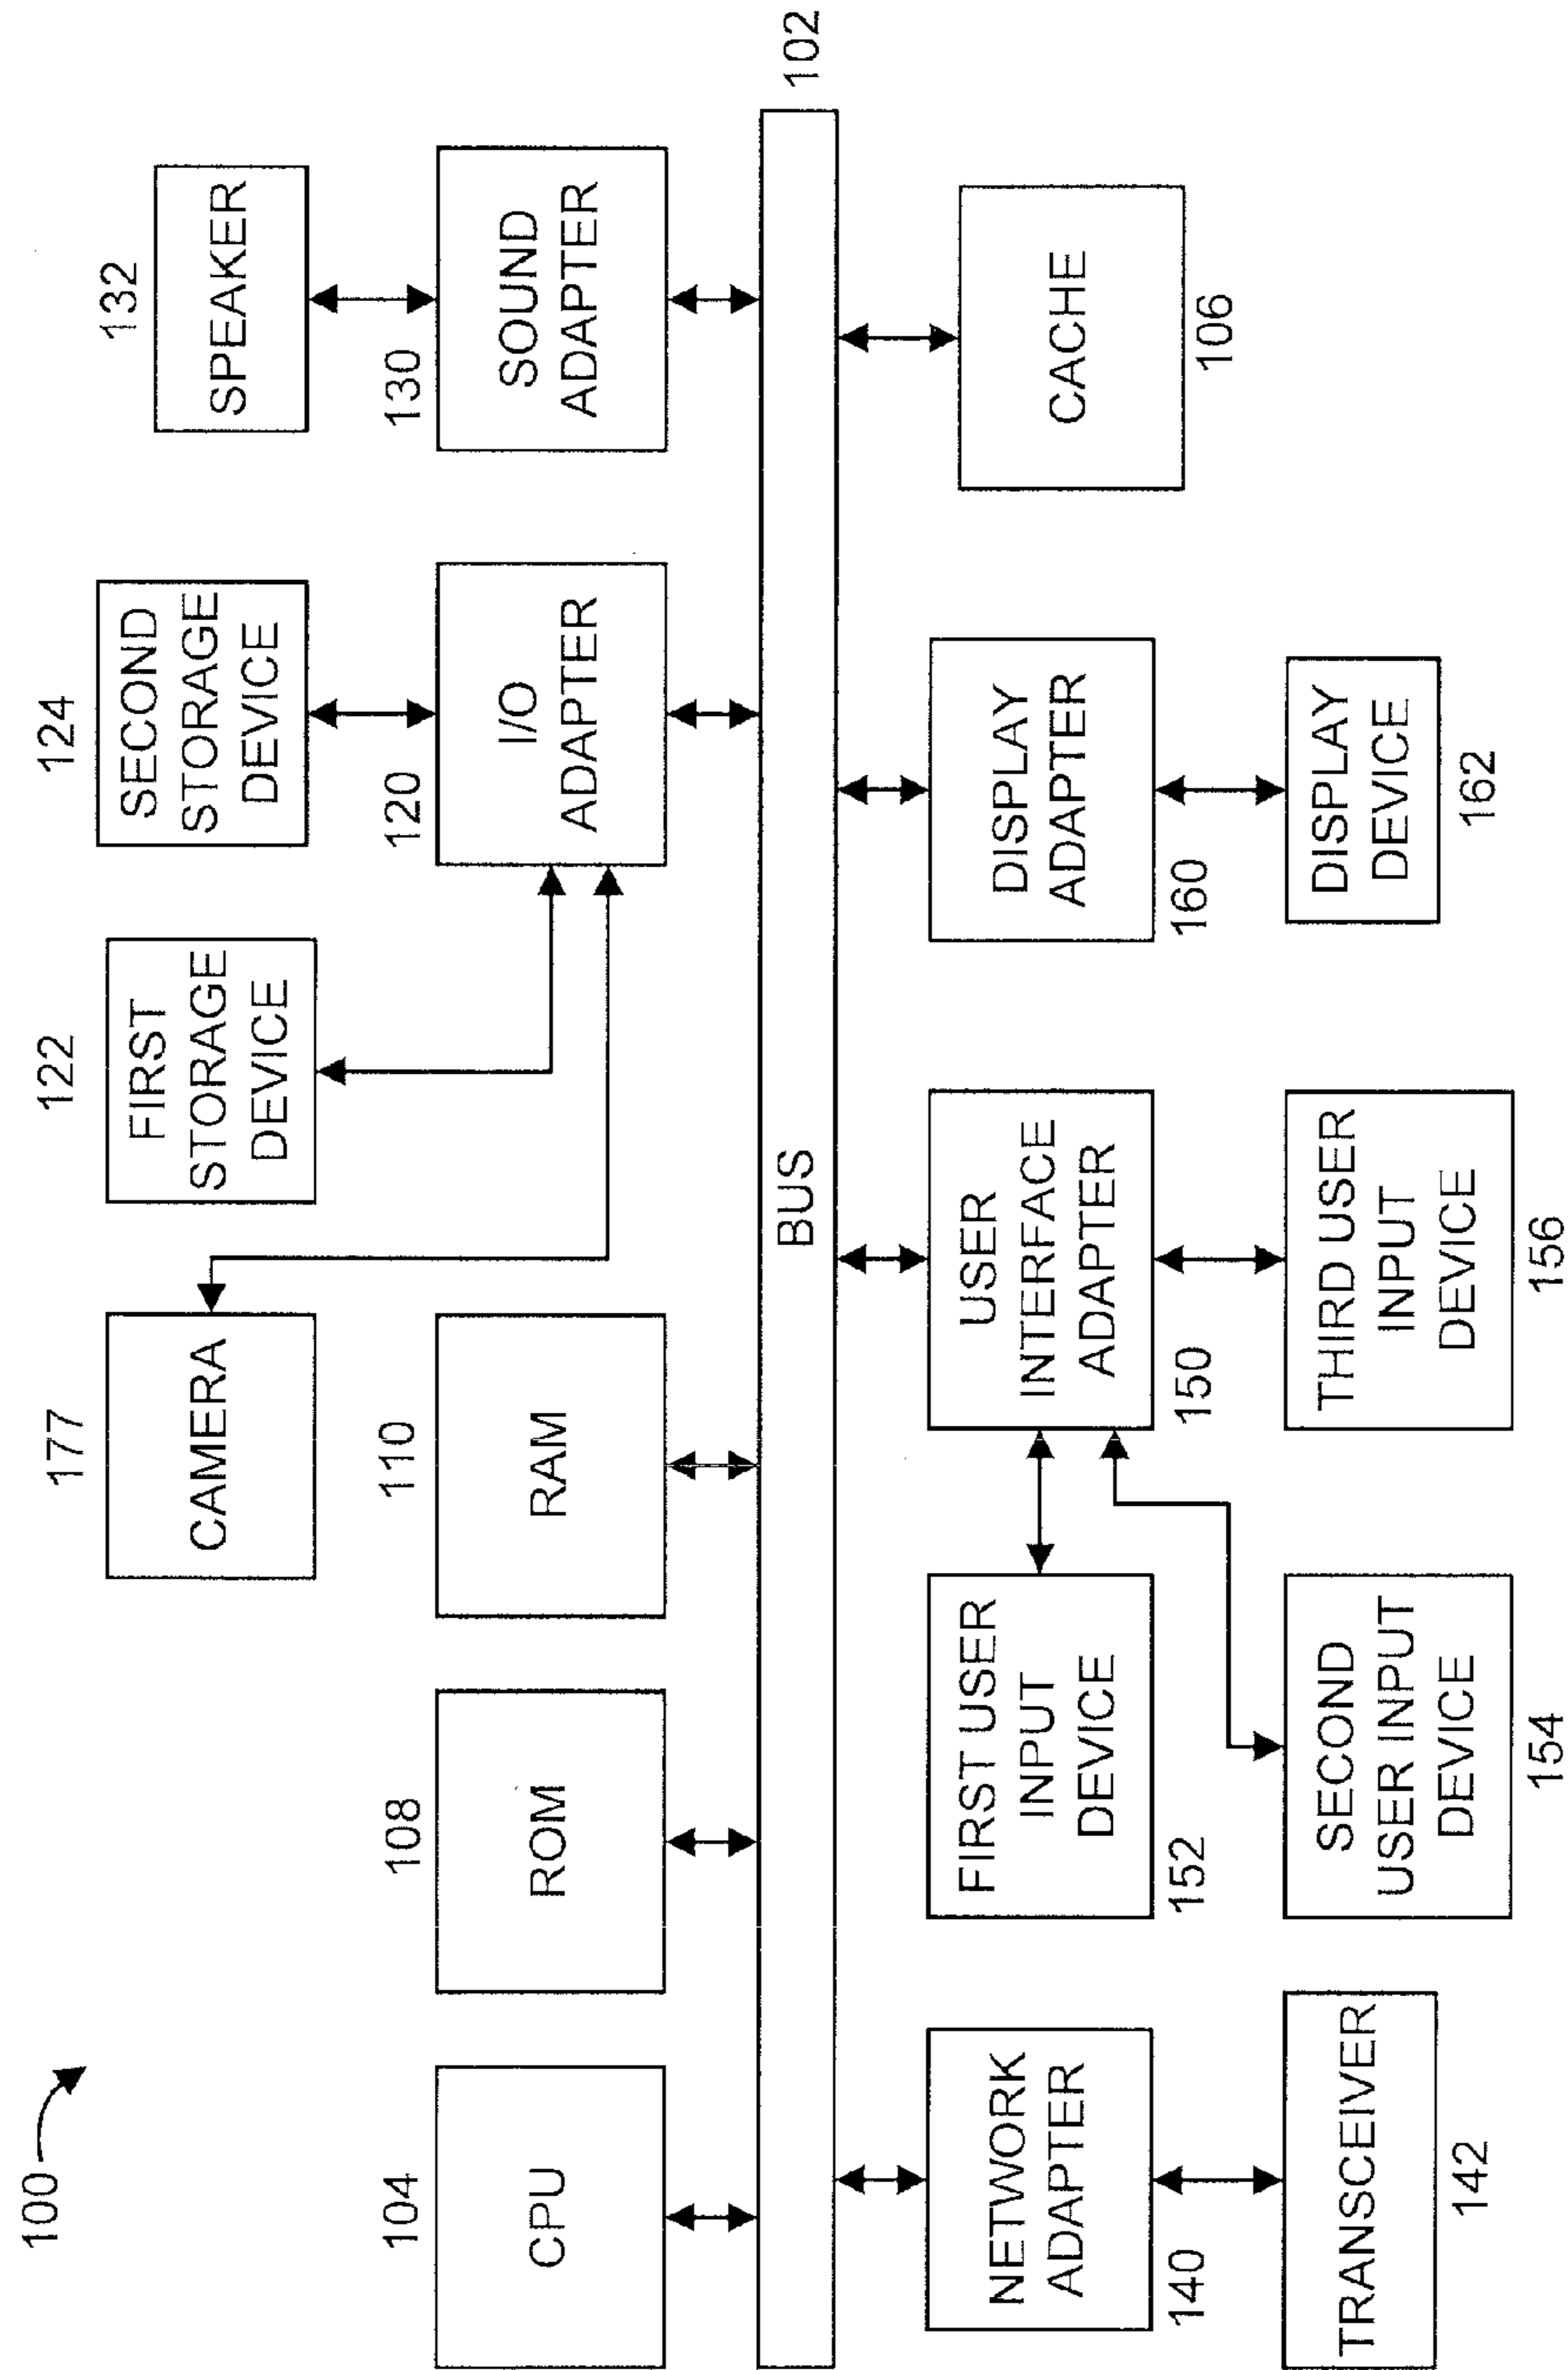 100
177
122
124
132
CAMERA
FIRST
STORAGE
DEVICE
SECOND
STORAGE
DEVICE
SPEAKER
104
108
110
120
130
CPU
ROM
RAM
I/O
ADAPTER
SOUND
ADAPTER
BUS
102
NETWORK
ADAPTER
FIRST USER
INPUT
DEVICE
USER
INTERFACE
ADAPTER
DISPLAY
ADAPTER
CACHE
140
152
150
160
106
TRANSCEIVER
SECOND
USER INPUT
DEVICE
THIRD USER
INPUT
DEVICE
DISPLAY
DEVICE
142
154
156
162